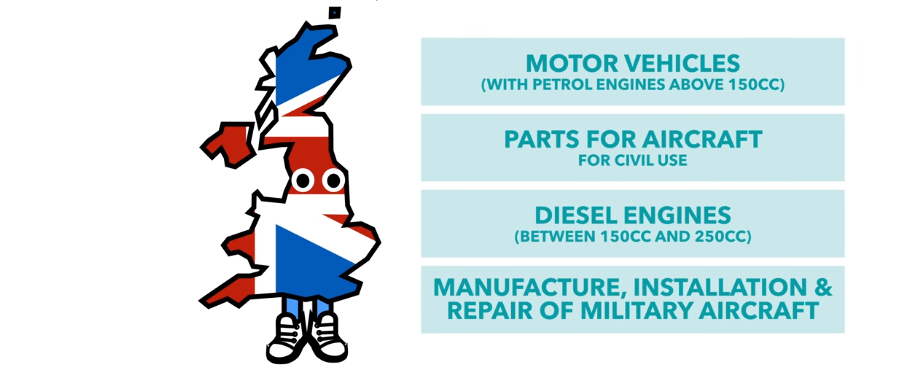 MOTOR VEHICLES
(WITH PETROL ENGINES ABOVE 150CC)
PARTS FOR AIRCRAFT
FOR CIVIL USE
DIESEL ENGINES
(BETWEEN 150CC AND 250CC)
MANUFACTURE, INSTALLATION &
REPAIR OF MILITARY AIRCRAFT